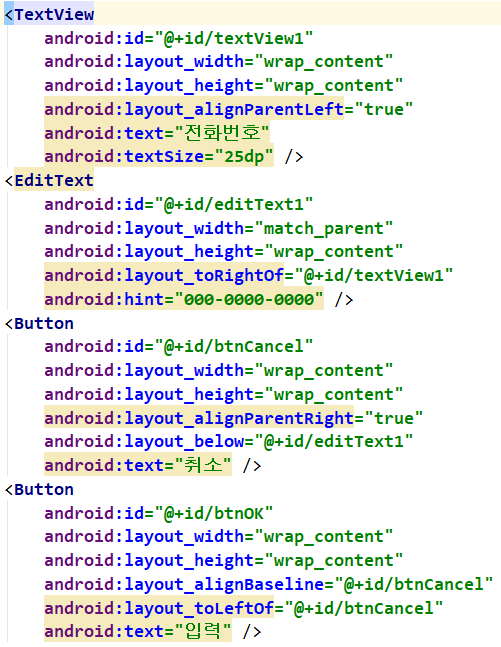 <TextView
    android:id="@+id/textView1"
    android:layout_width="wrap_content"
    android:layout_height="wrap_content"
    android:layout_alignParentLeft="true"
    android:text="전화번호"
    android:textSize="25dp" />
<EditText
    android:id="@+id/editText1"
    android:layout_width="match_parent"
    android:layout_height="wrap_content"
    android:layout_toRightOf="@+id/textView1"
    android:hint="000-0000-0000" />
<Button
    android:id="@+id/btnCancel"
    android:layout_width="wrap_content"
    android:layout_height="wrap_content"
    android:layout_alignParentRight="true"
    android:layout_below="@+id/editText1"
    android:text="취소" />
<Button
    android:id="@+id/btnOK"
    android:layout_width="wrap_content"
    android:layout_height="wrap_content"
    android:layout_alignBaseline="@+id/btnCancel"
    android:layout_toLeftOf="@+id/btnCancel"
    android:text="입력" />